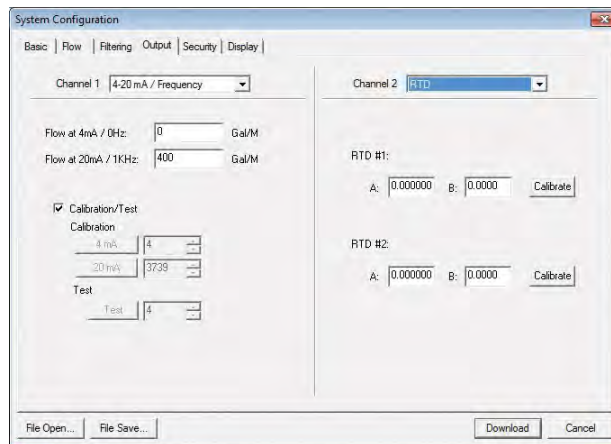 System Configuration
Basic Flow Filtering Output Security Display
Channel 1 4-20 mA / Frequency
Flow at 4mA / 0Hz: 0 Gal/M
Flow at 20mA / 1KHz: 400 Gal/M
Calibration/Test
Calibration
4 mA 4
20 mA 3739
Test
Test 4
Channel 2 RTD
RTD #1:
A: 0.000000 B: 0.0000 Calibrate
RTD #2:
A: 0.000000 B: 0.0000 Calibrate
File Open... File Save... Download Cancel